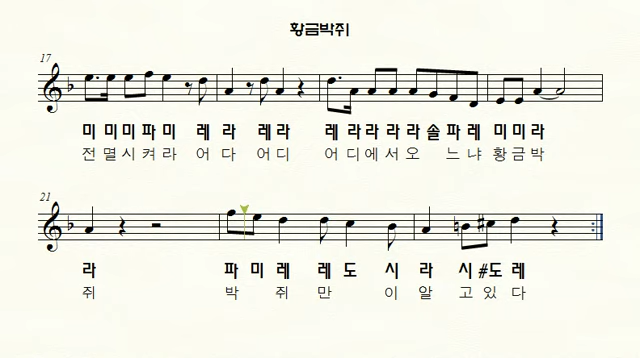 황금박쥐
17
미 미 미 파 미 레 라 레 라 레 라 라 라 라 솔 파 레 미 미 라
전 멸 시 켜 라 어 다 어 디 어 디 에 서 오 느 냐 황 금 박
21
라 파 미 레 레 도 시 라 시 #도 레
쥐 박 쥐 만 이 알 고 있 다